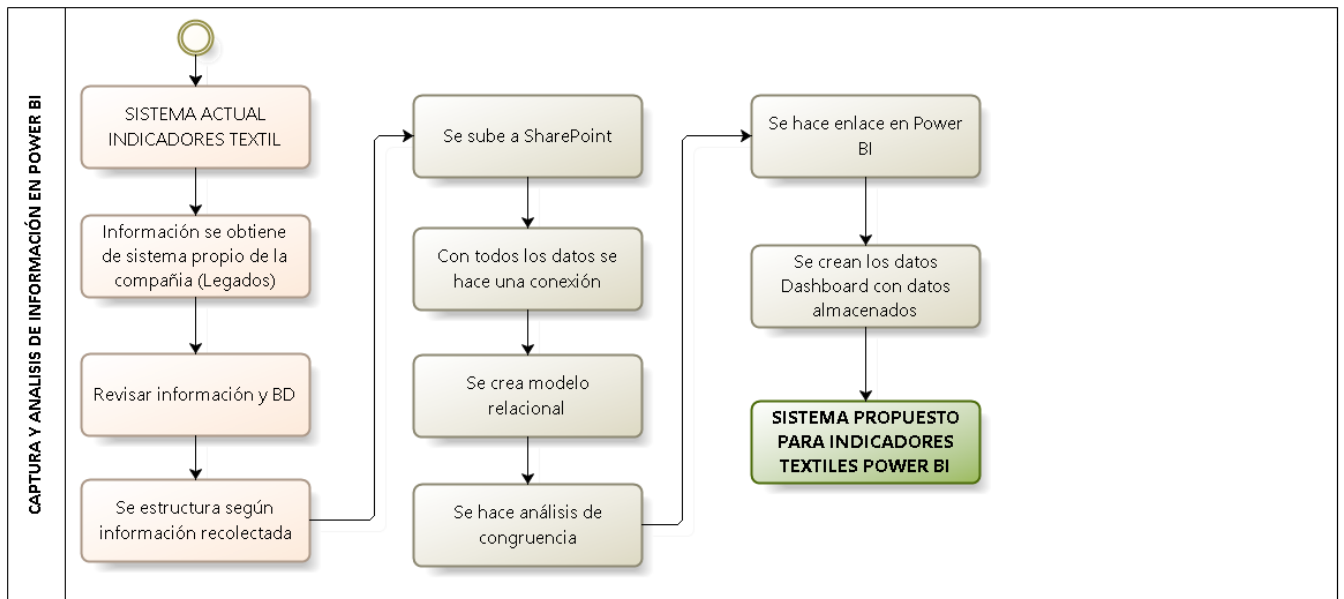 CAPTURA Y ANALISIS DE INFORMACIÓN EN POWER BI
SISTEMA ACTUAL
INDICADORES TEXTIL
Información se obtiene
de sistema propio de la
compañia (Legados)
Revisar información y BD
Se estructura según
información recolectada
Se sube a SharePoint
Con todos los datos se
hace una conexión
Se crea modelo
relacional
Se hace análisis de
congruencia
Se hace enlace en Power
BI
Se crean los datos
Dashboard con datos
almacenados
SISTEMA PROPUESTO
PARA INDICADORES
TEXTILES POWER BI